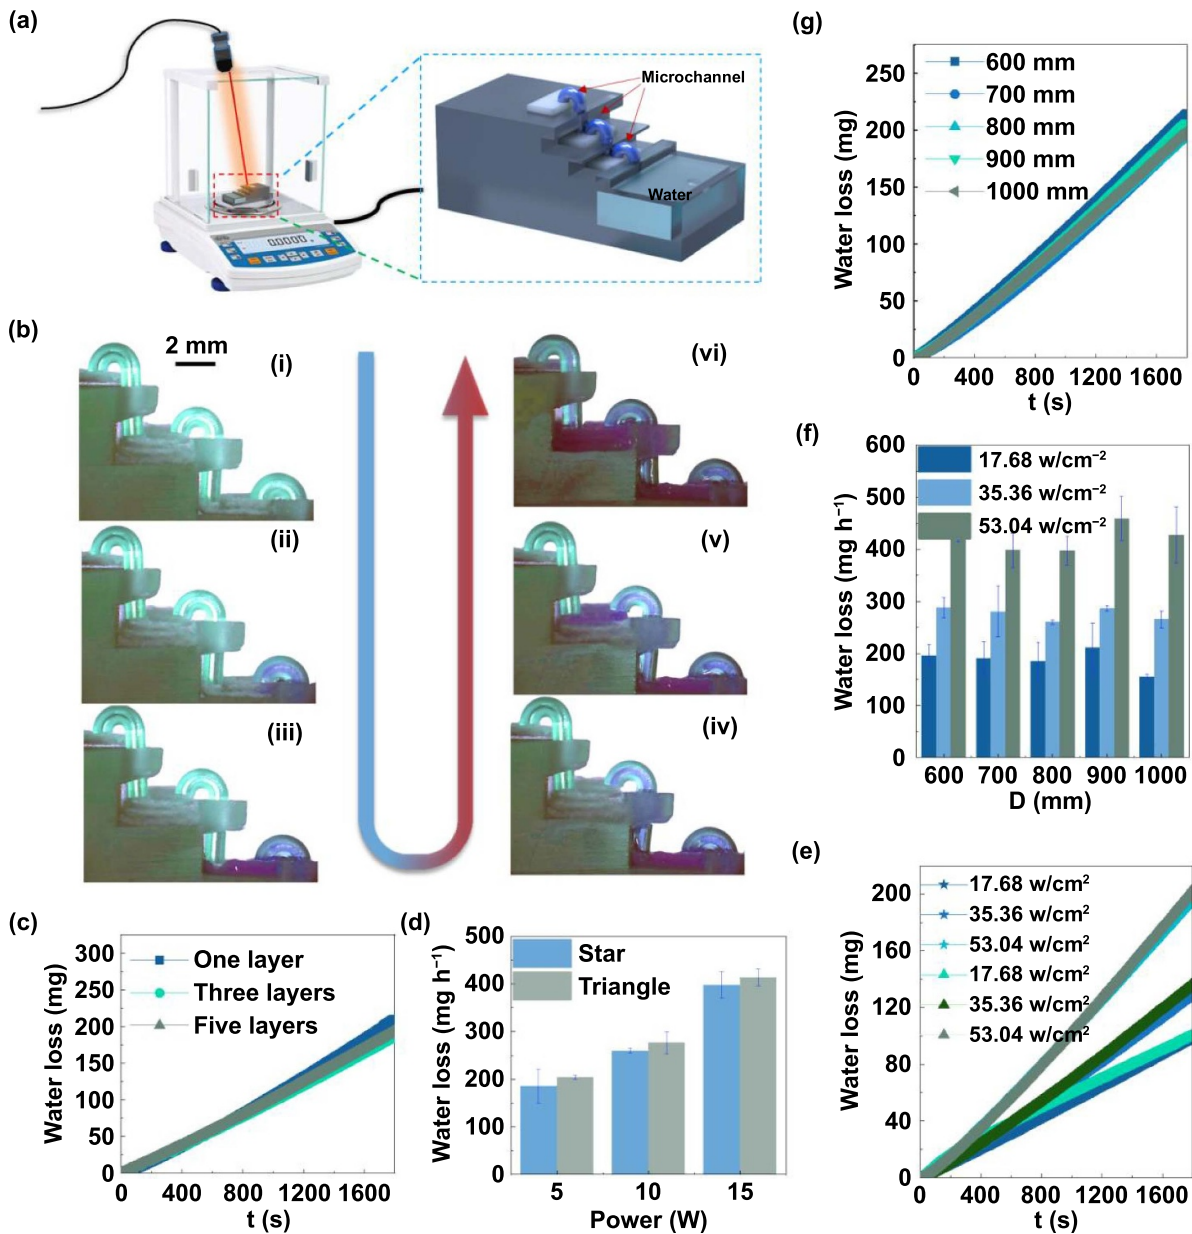 (a)
0.0000
Microchannel
Water
(b)
2 mm
(i)
(ii)
(iii)
(vi)
(v)
(iv)
(c)
Water loss (mg)
300
250
200
150
100
50
0
One layer
Three layers
Five layers
0 400 800 1200 1600
t (s)
(d)
Water loss (mg h⁻¹)
500
400
300
200
100
0
Star
Triangle
5 10 15
Power (W)
(g)
Water loss (mg)
250
200
150
100
50
0
600 mm
700 mm
800 mm
900 mm
1000 mm
0 400 800 1200 1600
t (s)
(f)
Water loss (mg h⁻¹)
600
500
400
300
200
100
0
17.68 w/cm⁻²
35.36 w/cm⁻²
53.04 w/cm⁻²
600 700 800 900 1000
D (mm)
(e)
Water loss (mg)
200
160
120
80
40
0
17.68 w/cm²
35.36 w/cm²
53.04 w/cm²
17.68 w/cm²
35.36 w/cm²
53.04 w/cm²
0 400 800 1200 1600
t (s)